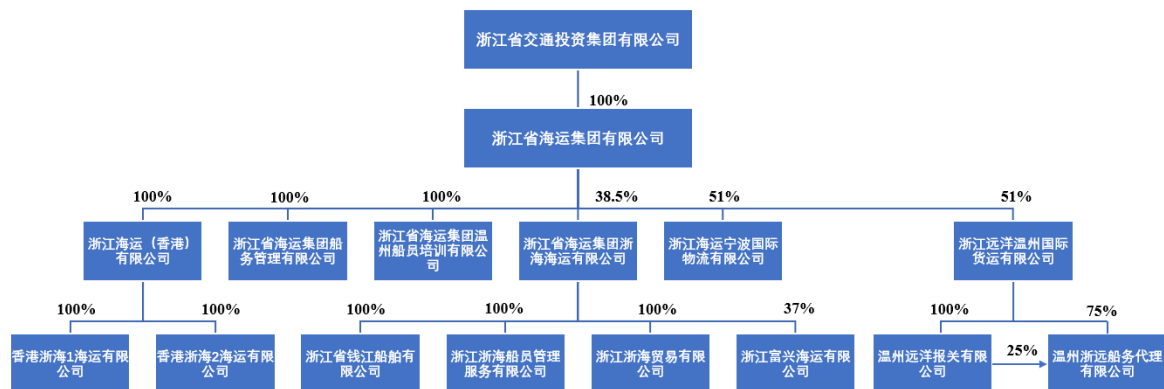 浙江省交通投资集团有限公司
100%
浙江省海运集团有限公司
100%
100%
100%
38.5%
51%
51%
浙江海运（香港）
有限公司
浙江省海运集团船
务管理有限公司
浙江省海运集团温
州船员培训有限公
司
浙江省海运集团浙
海海运有限公司
浙江海运宁波国际
物流有限公司
浙江远洋温州国际
货运有限公司
100%
100%
100%
100%
100%
37%
100%
75%
香港浙海1海运有限
公司
香港浙海2海运有限
公司
浙江省钱江船舶有
限公司
浙江浙海船员管理
服务有限公司
浙江浙海贸易有限
公司
浙江富兴海运有限
公司
温州远洋报关有限
公司
25%
温州浙远船务代理
有限公司